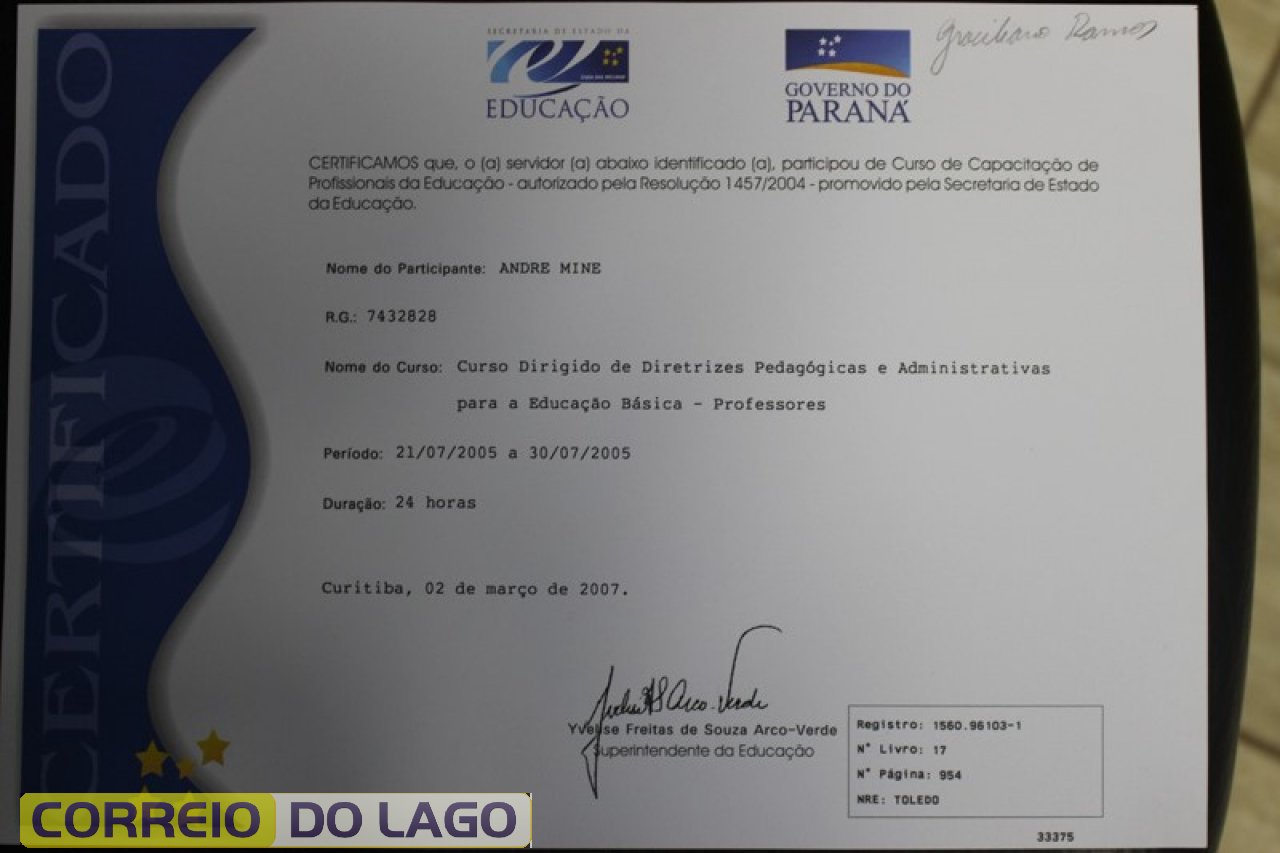 CERTIFICADO
SECRETARIA DE ESTADO DA
EDUCAÇÃO
GOVERNO DO
PARANÁ
Graciliano Ramos
CERTIFICAMOS que, o (a) servidor (a) abaixo identificado (a), participou de Curso de Capacitação de
Profissionais da Educação - autorizado pela Resolução 1457/2004 - promovido pela Secretaria de Estado
da Educação.
Nome do Participante: ANDRE MINE
R.G.: 7432828
Nome do Curso: Curso Dirigido de Diretrizes Pedagógicas e Administrativas
para a Educação Básica - Professores
Período: 21/07/2005 a 30/07/2005
Duração: 24 horas
Curitiba, 02 de março de 2007.
Arco-Verde
Yvelise Freitas de Souza Arco-Verde
Superintendente da Educação
Registro: 1560.96103-1
N° Livro: 17
N° Página: 954
NRE: TOLEDO
33375
CORREIO DO LAGO